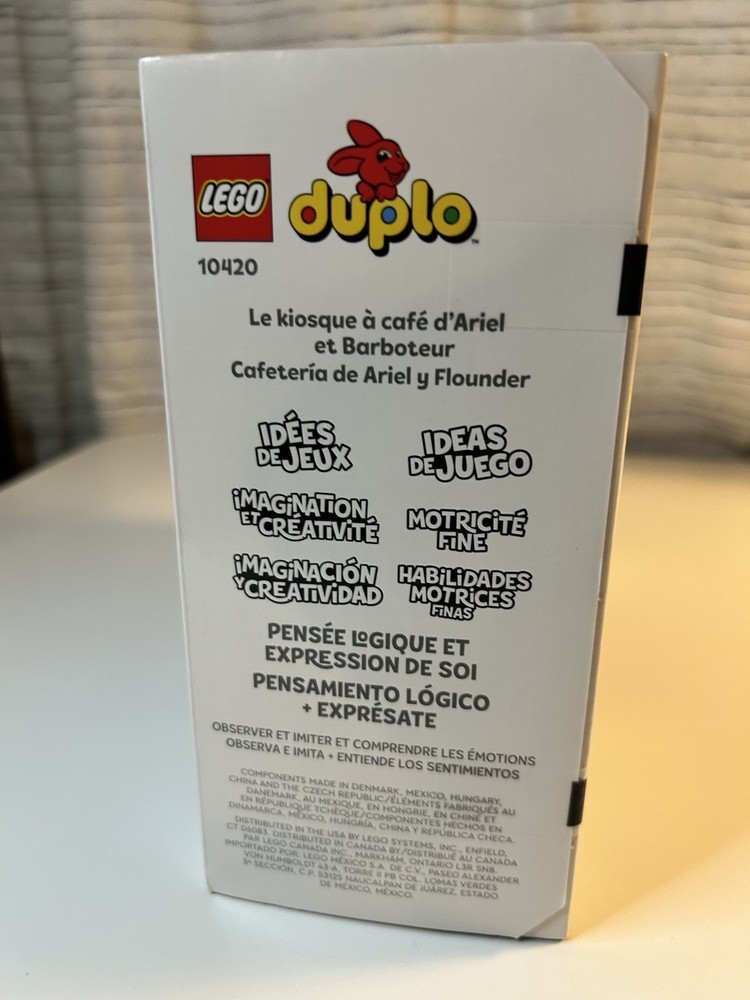 LEGO
duplo™
10420
Le kiosque à café d'Ariel
et Barboteur
Cafetería de Ariel y Flounder
IDÉES
DE JEUX
IDEAS
DE JUEGO
iMAGiNATiON
ET CRÉATiViTÉ
MOTRiCiTÉ
FiNE
iMAGiNACiÓN
Y CREATiViDAD
HABiLiDADES
MOTRiCES
FiNAS
PENSÉE LOGIQUE ET
EXPRESSION DE SOI
PENSAMIENTO LÓGICO
+ EXPRÉSATE
OBSERVER ET IMITER ET COMPRENDRE LES ÉMOTIONS
OBSERVA E IMITA + ENTIENDE LOS SENTIMIENTOS
COMPONENTS MADE IN DENMARK, MEXICO, HUNGARY,
CHINA AND THE CZECH REPUBLIC/ÉLÉMENTS FABRIQUÉS AU
DANEMARK, AU MEXIQUE, EN HONGRIE, EN CHINE ET
EN RÉPUBLIQUE TCHÈQUE/COMPONENTES HECHOS EN
DINAMARCA, MÉXICO, HUNGRÍA, CHINA Y REPÚBLICA CHECA.
DISTRIBUTED IN THE USA BY LEGO SYSTEMS, INC., ENFIELD,
CT 06083. DISTRIBUTED IN CANADA BY/DISTRIBUÉ AU CANADA
PAR LEGO CANADA INC., MARKHAM, ONTARIO L3R 5N8.
IMPORTADO POR: LEGO MÉXICO S.A. DE C.V., PASEO ALEXANDER
VON HUMBOLDT 43-A, TORRE II PB COL. LOMAS VERDES
3ª SECCIÓN, C.P. 53125 NAUCALPAN DE JUÁREZ, ESTADO
DE MÉXICO, MÉXICO.